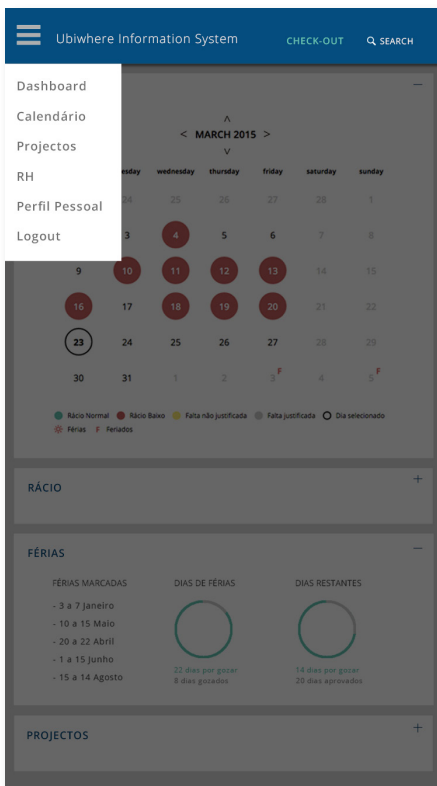 Ubiwhere Information System CHECK-OUT SEARCH
Dashboard
Calendário
Projectos
RH
Perfil Pessoal
Logout
< MARCH 2015 >
esday wednesday thursday friday saturday sunday
24 25 26 27 28 1
3 4 5 6 7 8
9 10 11 12 13 14 15
16 17 18 19 20 21 22
23 24 25 26 27 28 29
30 31 1 2 3 F 4 5 F
Rácio Normal Rácio Baixo Falta não justificada Falta justificada Dia selecionado
Férias F Feriados
RÁCIO
FÉRIAS
FÉRIAS MARCADAS DIAS DE FÉRIAS DIAS RESTANTES
- 3 a 7 Janeiro
- 10 a 15 Maio
- 20 a 22 Abril
- 1 a 15 Junho
- 15 a 14 Agosto
22 dias por gozar 14 dias por gozar
8 dias gozados 20 dias aprovados
PROJECTOS